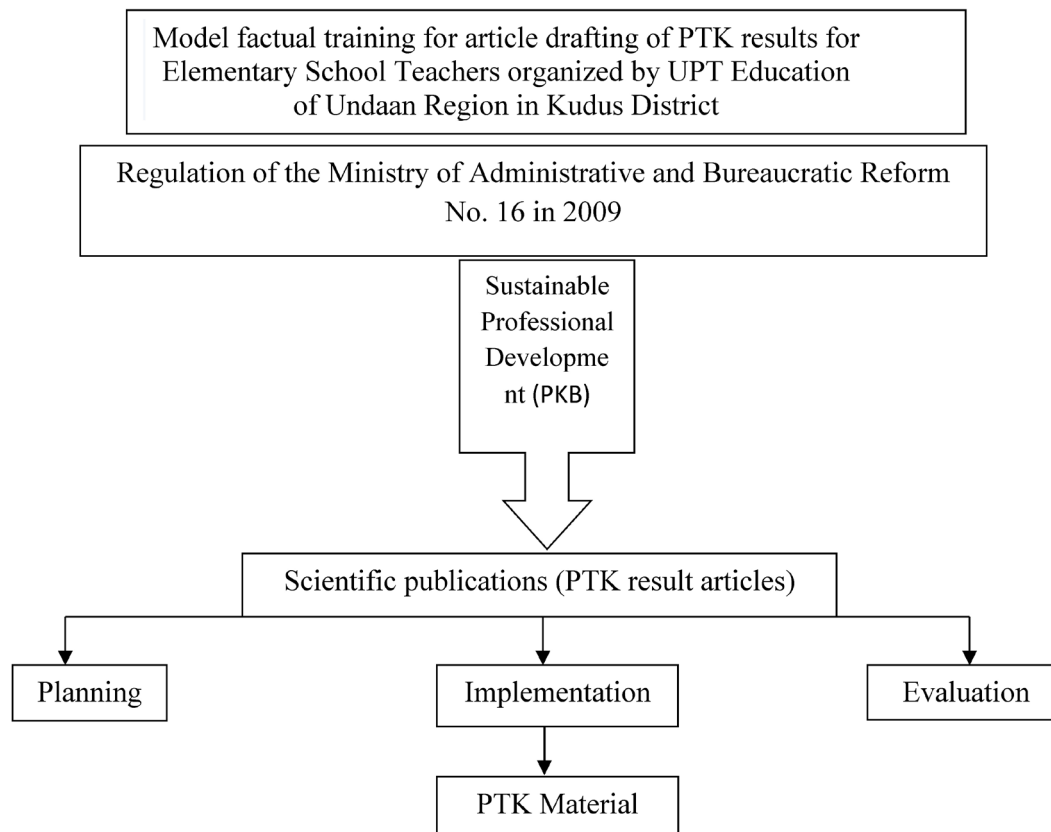 Model factual training for article drafting of PTK results for
Elementary School Teachers organized by UPT Education
of Undaan Region in Kudus District
Regulation of the Ministry of Administrative and Bureaucratic Reform
No. 16 in 2009
Sustainable
Professional
Developme
nt (PKB)
Scientific publications (PTK result articles)
Planning
Implementation
Evaluation
PTK Material